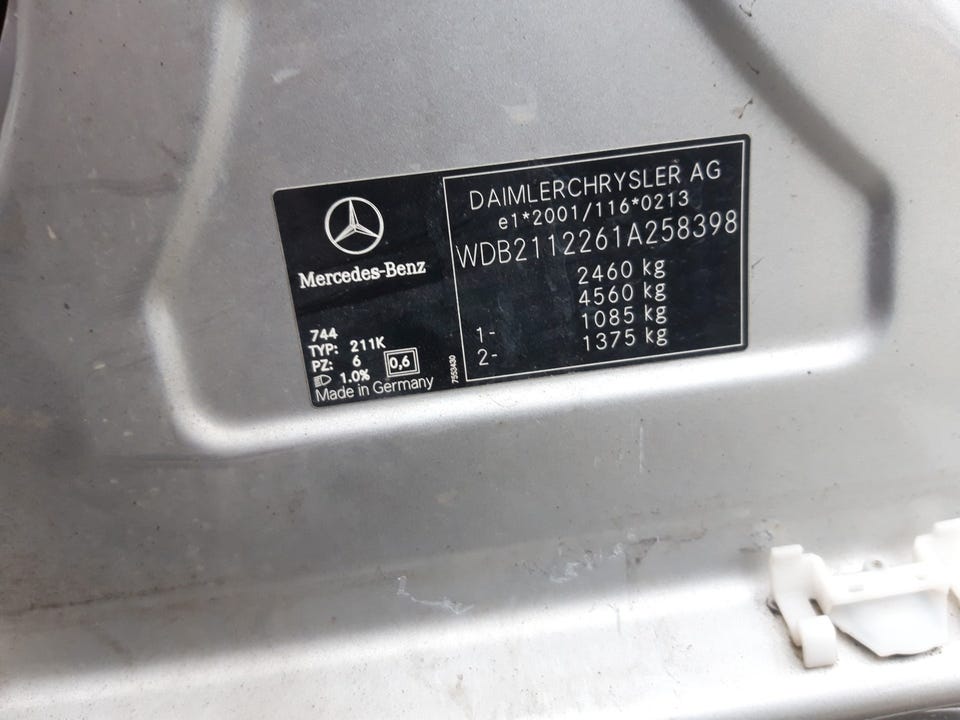 Mercedes-Benz
744
TYP: 211K
PZ: 6
0,6
1.0%
Made in Germany
7553430
DAIMLERCHRYSLER AG
e1*2001/116*0213
WDB2112261A258398
2460 kg
4560 kg
1- 1085 kg
2- 1375 kg